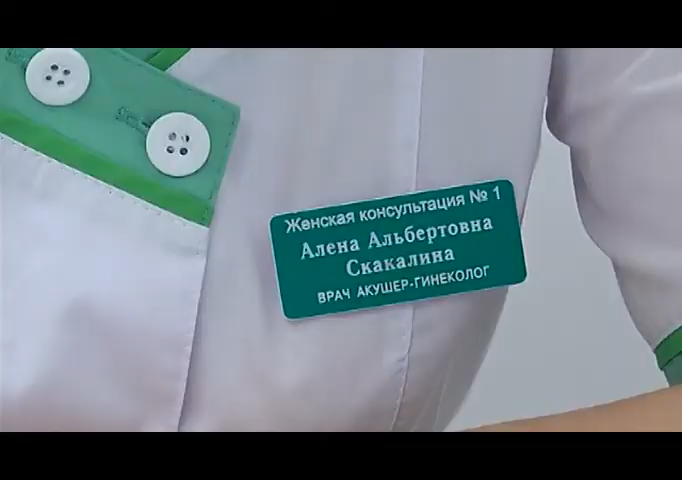 Женская консультация № 1
Алена Альбертовна
Скакалина
ВРАЧ АКУШЕР-ГИНЕКОЛОГ